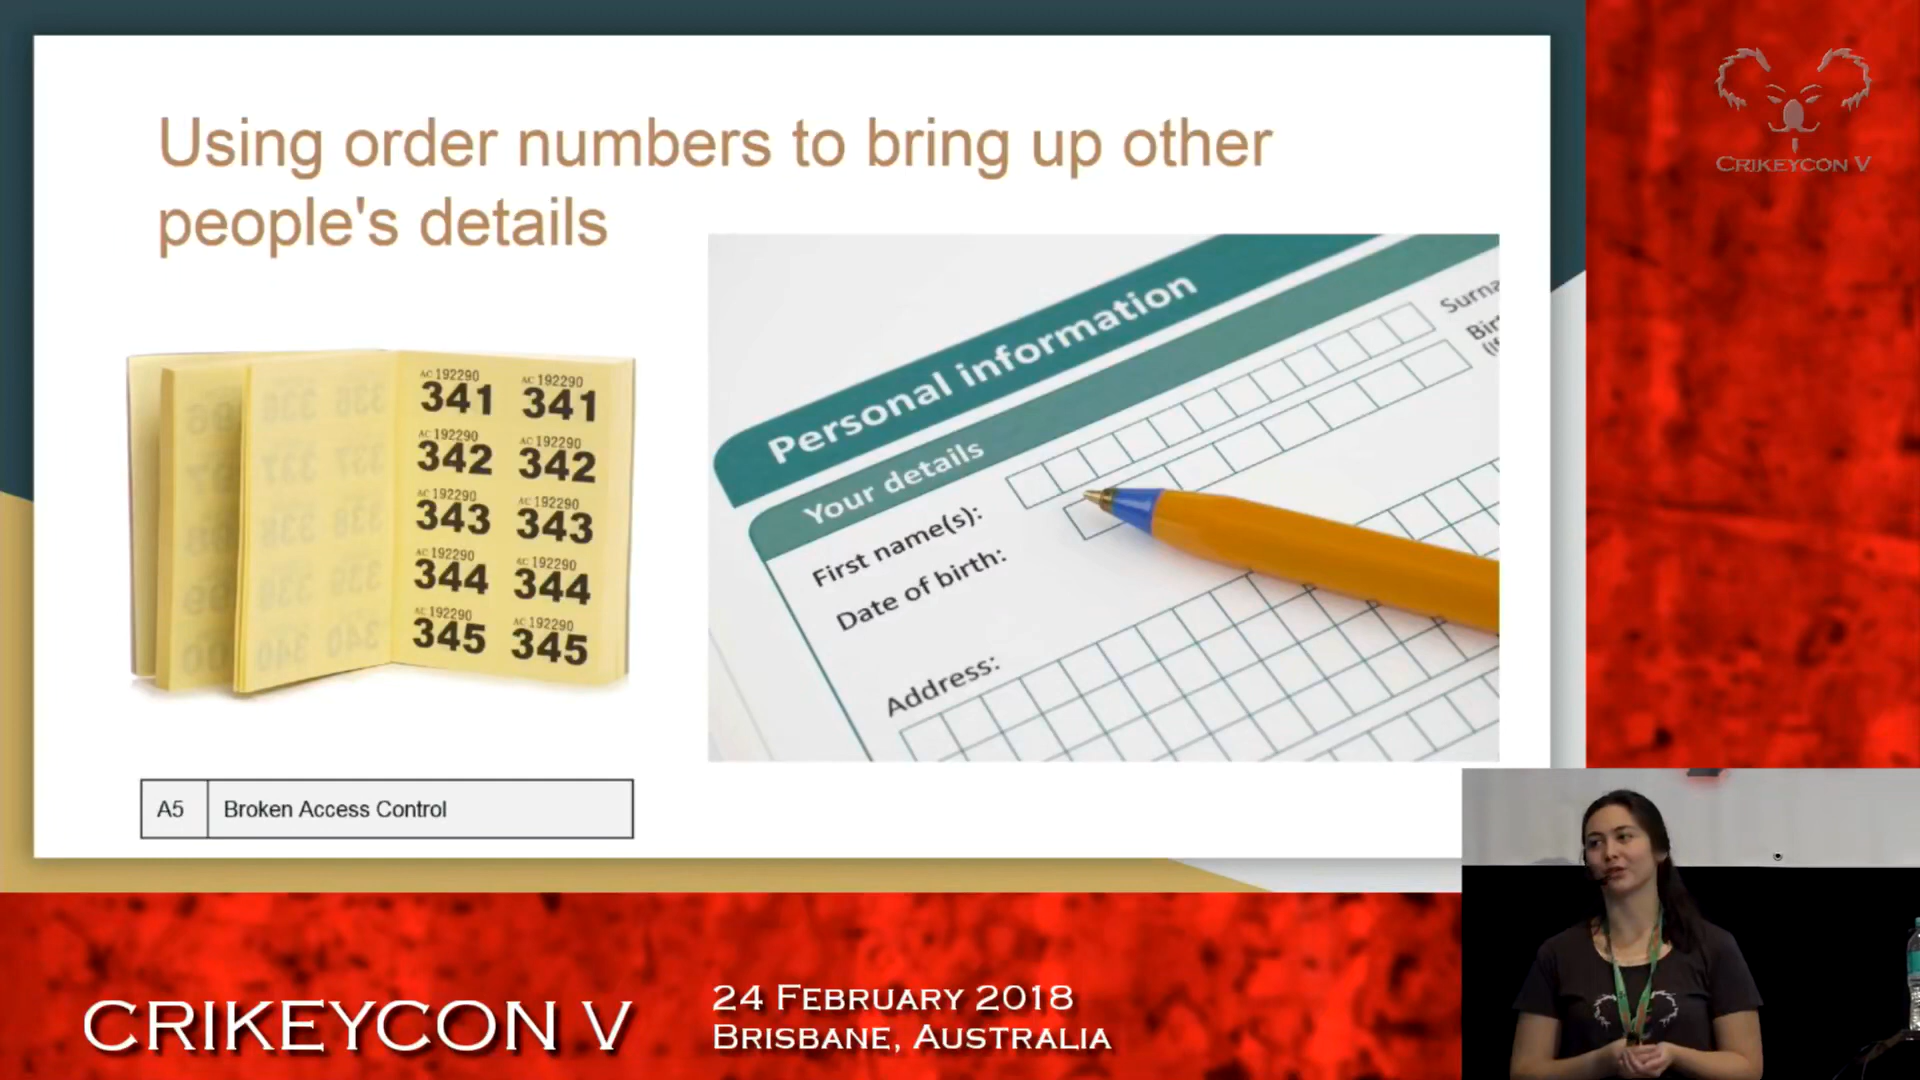 Using order numbers to bring up other
people's details
AC 192290 AC 192290
341 341
AC 192290 AC 192290
342 342
AC 192290 AC 192290
343 343
AC 192290 AC 192290
344 344
AC 192290 AC 192290
345 345
Personal information
Your details
First name(s):
Date of birth:
Address:
A5 Broken Access Control
CRIKEYCON V
CRIKEYCON V
24 FEBRUARY 2018
BRISBANE, AUSTRALIA